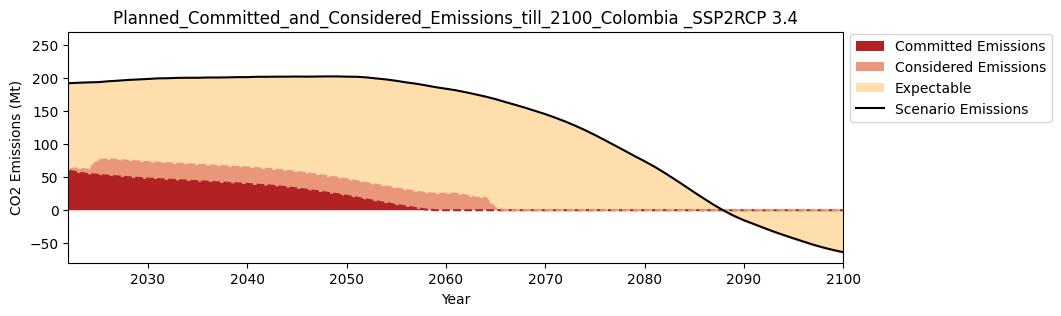 Planned_Committed_and_Considered_Emissions_till_2100_Colombia _SSP2RCP 3.4
250
200
150
100
50
0
−50
CO2 Emissions (Mt)
2030
2040
2050
2060
2070
2080
2090
2100
Year
Committed Emissions
Considered Emissions
Expectable
Scenario Emissions